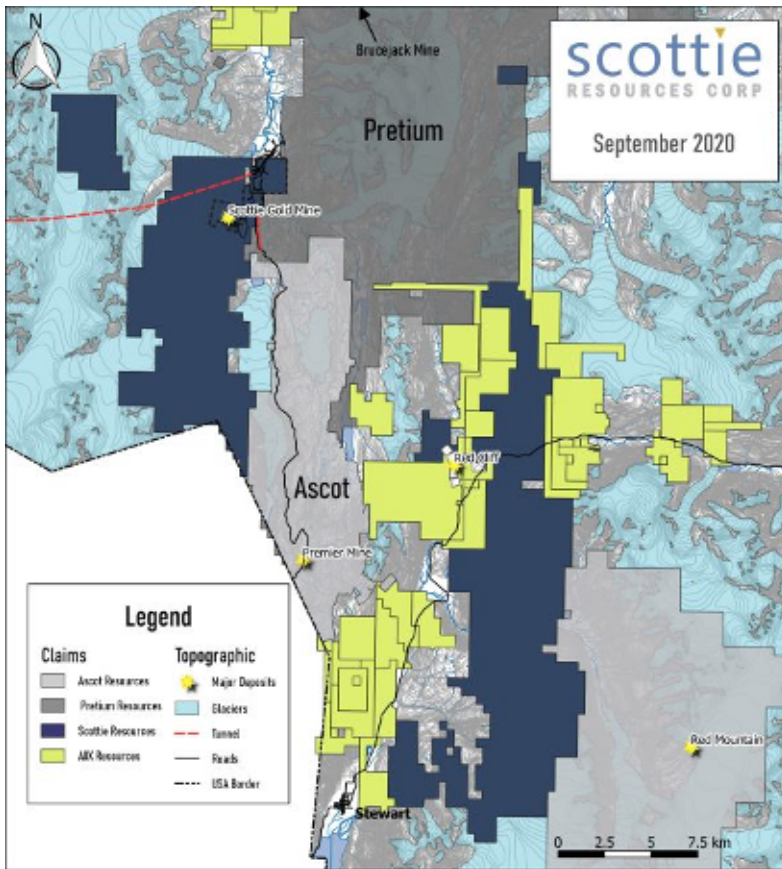 N
Brucejack Mine
scottie
RESOURCES CORP
September 2020
Pretium
Scottie Gold Mine
Red Cliff
Ascot
Premier Mine
Legend
Claims
Ascot Resources
Pretium Resources
Scottie Resources
AUX Resources
Topographic
Major Deposits
Glaciers
Tunnel
Roads
USA Border
Red Mountain
Stewart
0 2.5 5 7.5 km